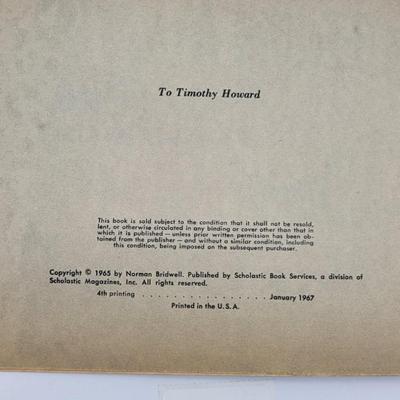 To Timothy Howard
This book is sold subject to the condition that it shall not be resold,
lent, or otherwise circulated in any binding or cover other than that in
which it is published — unless prior written permission has been ob-
tained from the publisher — and without a similar condition, including
this condition, being imposed on the subsequent purchaser.
Copyright © 1965 by Norman Bridwell. Published by Scholastic Book Services, a division of
Scholastic Magazines, Inc. All rights reserved.
4th printing . . . . . . . . . . . . . . . . January 1967
Printed in the U.S.A.